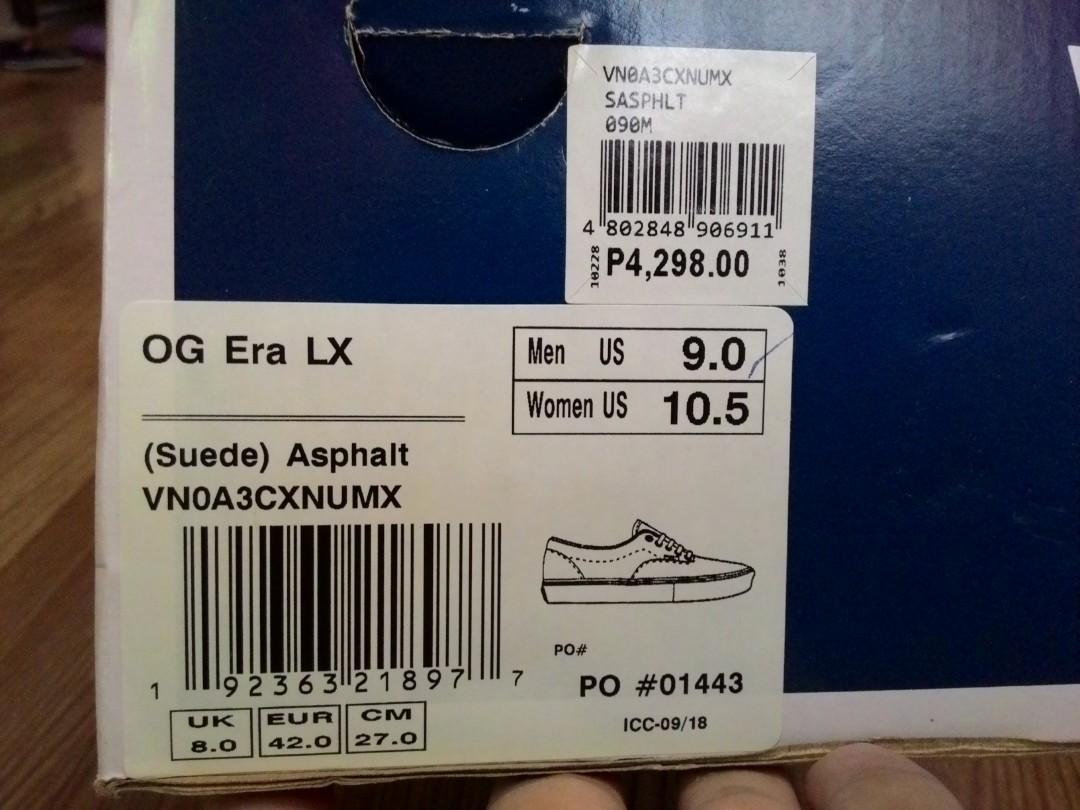 VN0A3CXNUMX
SASPHLT
090M
4 802848 906911
10228
P4,298.00
1038
OG Era LX
Men US 9.0
Women US 10.5
(Suede) Asphalt
VN0A3CXNUMX
1 92363 21897 7
PO#
PO #01443
ICC-09/18
UK 8.0
EUR 42.0
CM 27.0